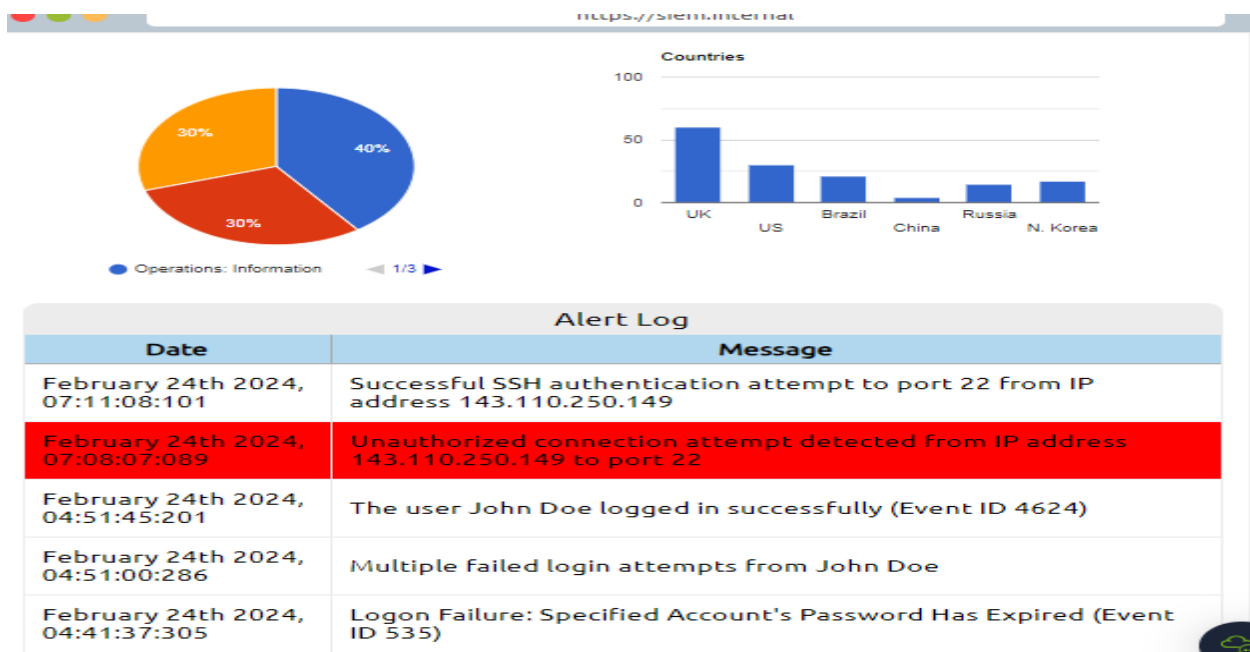 https://siem.internal
Countries
100
50
0
30%
40%
30%
UK
US
Brazil
China
Russia
N. Korea
Operations: Information
1/3
Alert Log
Date Message
February 24th 2024, Successful SSH authentication attempt to port 22 from IP
07:11:08:101 address 143.110.250.149
February 24th 2024, Unauthorized connection attempt detected from IP address
07:08:07:089 143.110.250.149 to port 22
February 24th 2024,
04:51:45:201
The user John Doe logged in successfully (Event ID 4624)
February 24th 2024,
04:51:00:286
Multiple failed login attempts from John Doe
February 24th 2024, Logon Failure: Specified Account's Password Has Expired (Event
04:41:37:305 ID 535)